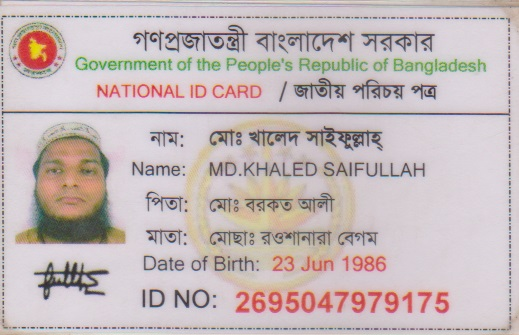 গণপ্রজাতন্ত্রী বাংলাদেশ সরকার
Government of the People's Republic of Bangladesh
NATIONAL ID CARD / জাতীয় পরিচয় পত্র
নাম: মোঃ খালেদ সাইফুল্লাহ্
Name: MD.KHALED SAIFULLAH
পিতা: মোঃ বরকত আলী
মাতা: মোছাঃ রওশানারা বেগম
Date of Birth: 23 Jun 1986
ID NO: 2695047979175